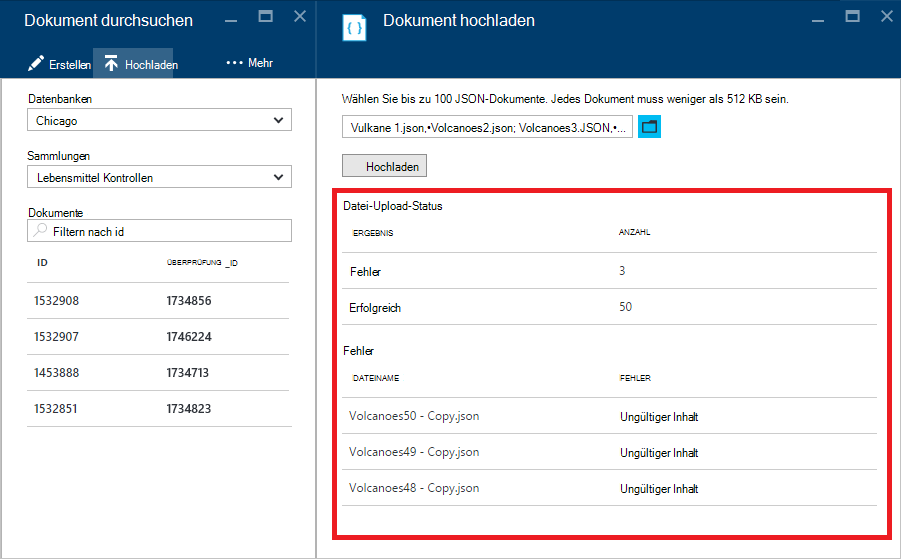 Dokument durchsuchen
Erstellen Hochladen ••• Mehr
Datenbanken
Chicago
Sammlungen
Lebensmittel Kontrollen
Dokumente
Filtern nach id
ID ÜBERPRÜFUNG _ID
1532908 1734856
1532907 1746224
1453888 1734713
1532851 1734823
Dokument hochladen
Wählen Sie bis zu 100 JSON-Dokumente. Jedes Dokument muss weniger als 512 KB sein.
Vulkane 1.json,•Volcanoes2.json; Volcanoes3.JSON,•...
Hochladen
Datei-Upload-Status
ERGEBNIS ANZAHL
Fehler 3
Erfolgreich 50
Fehler
DATEINAME FEHLER
Volcanoes50 - Copy.json Ungültiger Inhalt
Volcanoes49 - Copy.json Ungültiger Inhalt
Volcanoes48 - Copy.json Ungültiger Inhalt